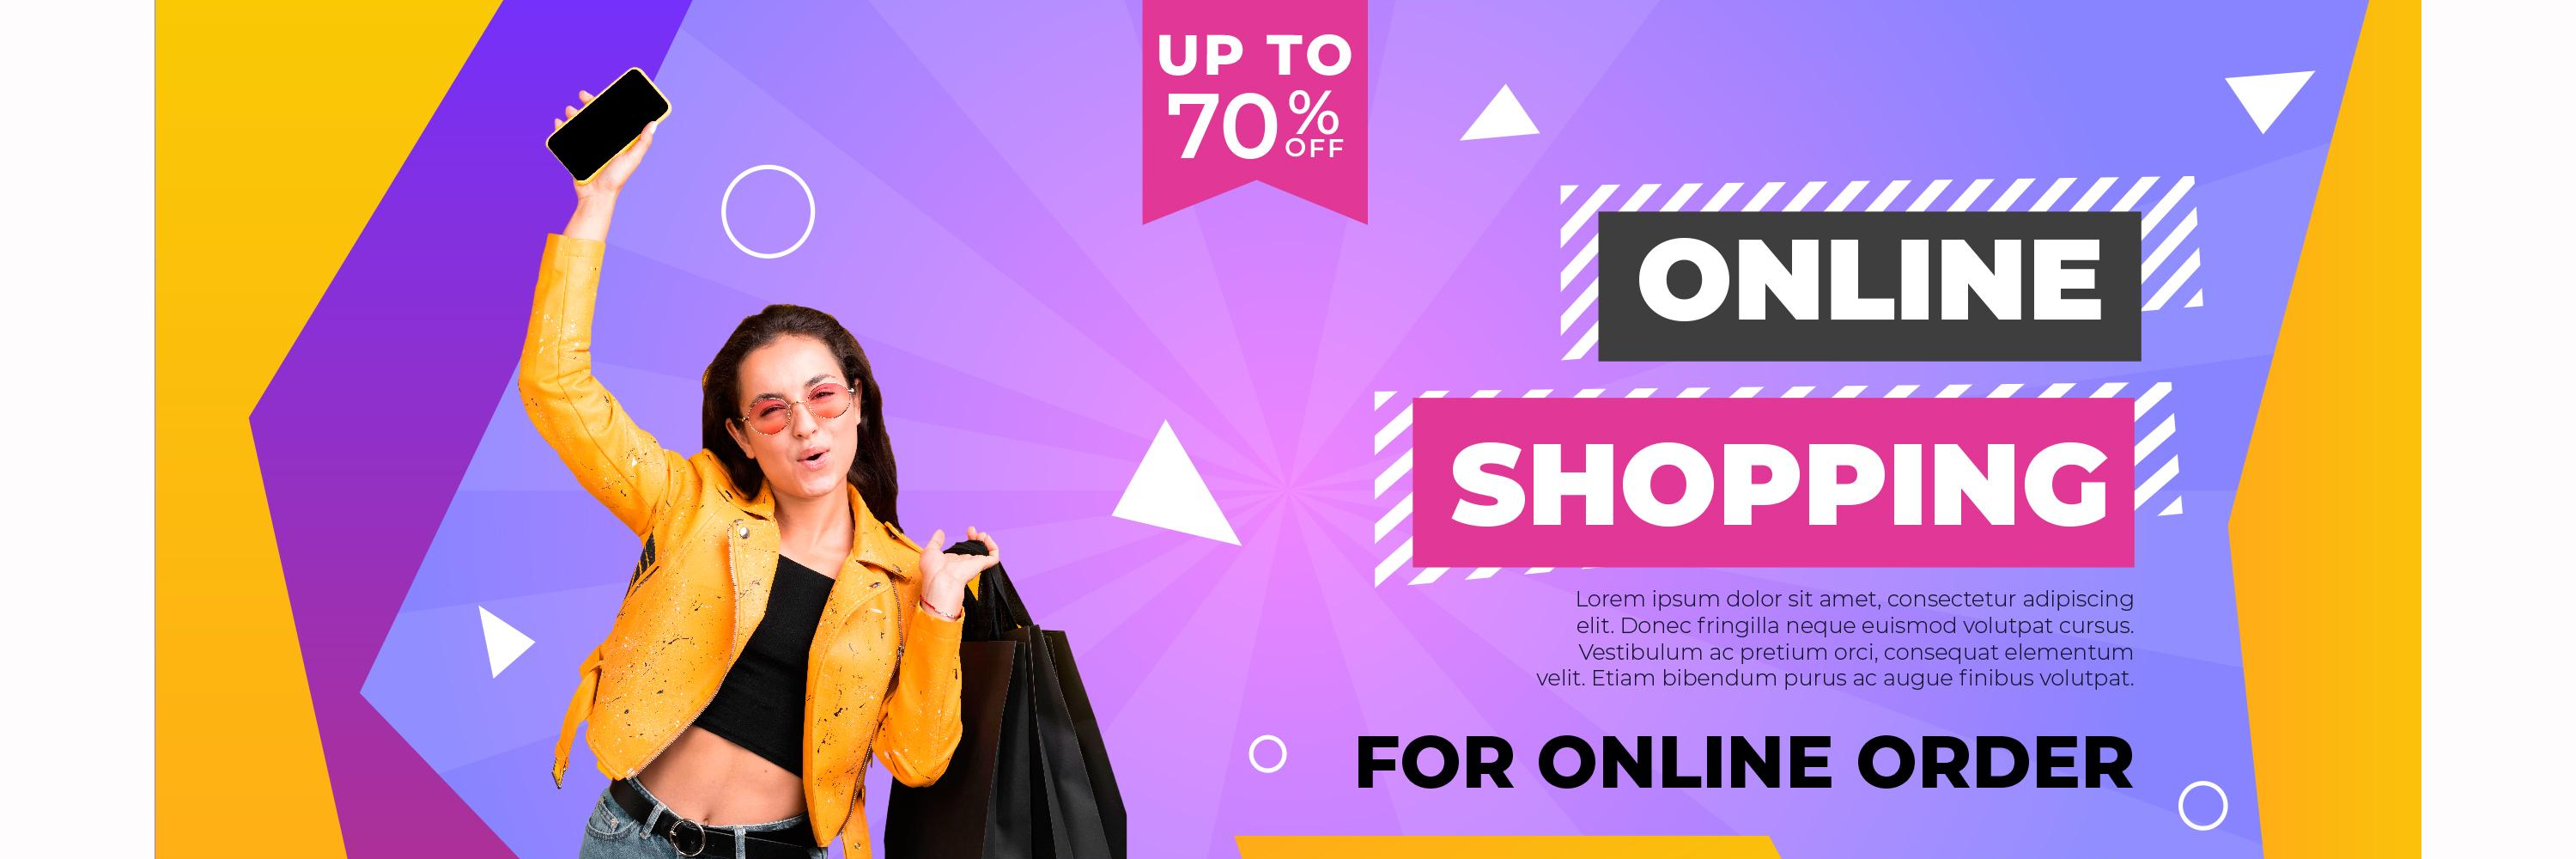 UP TO
70%
OFF
ONLINE
SHOPPING
Lorem ipsum dolor sit amet, consectetur adipiscing
elit. Donec fringilla neque euismod volutpat cursus.
Vestibulum ac pretium orci, consequat elementum
velit. Etiam bibendum purus ac augue finibus volutpat.
FOR ONLINE ORDER